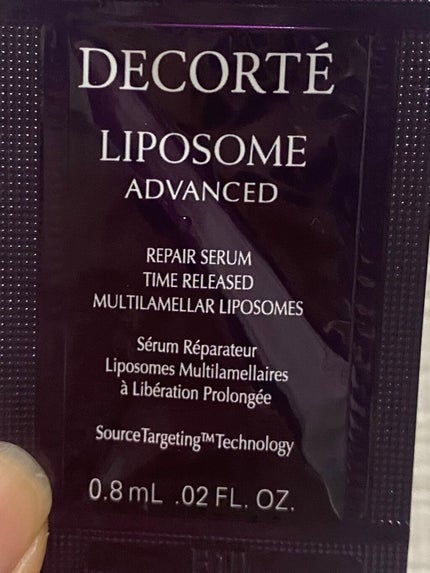 DECORTÉ
LIPOSOME
ADVANCED
REPAIR SERUM
TIME RELEASED
MULTILAMELLAR LIPOSOMES
Sérum Réparateur
Liposomes Multilamellaires
à Libération Prolongée
SourceTargeting™Technology
0.8 mL .02 FL. OZ.